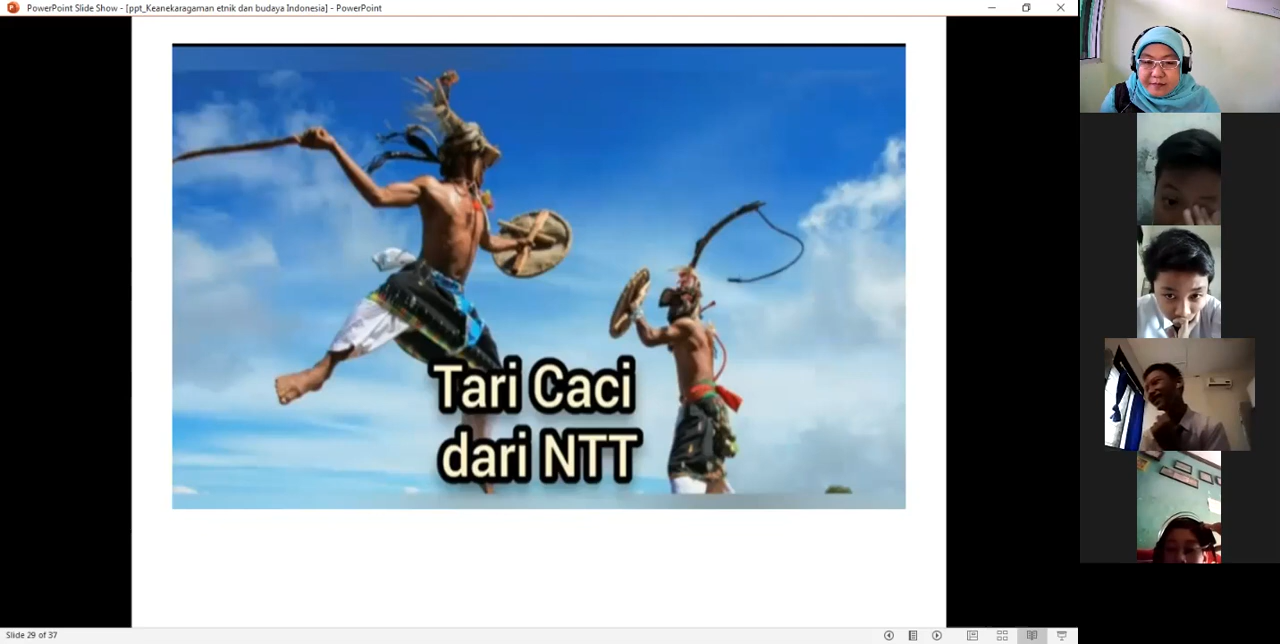 PowerPoint Slide Show - [ppt_Keanekaragaman etnik dan budaya Indonesia] - PowerPoint
Tari Caci
dari NTT
Slide 29 of 37